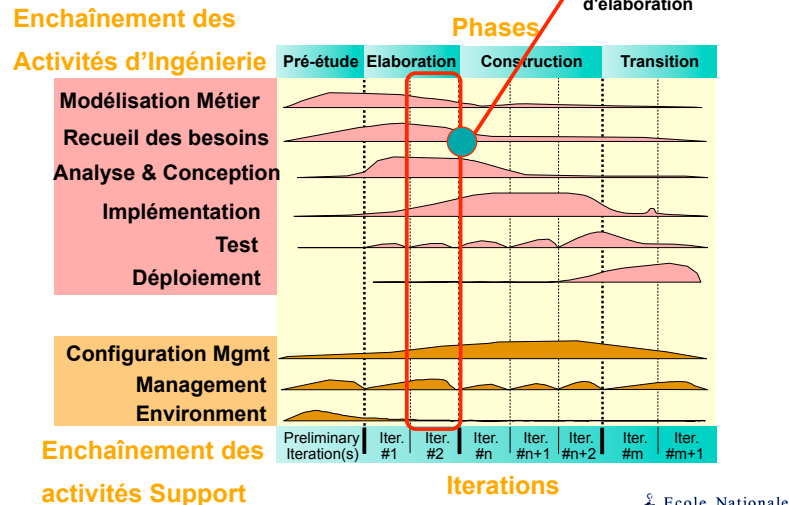 d'élaboration
Enchaînement des
Activités d'Ingénierie
Phases
Pré-étude Elaboration Construction Transition
Modélisation Métier
Recueil des besoins
Analyse & Conception
Implémentation
Test
Déploiement
Configuration Mgmt
Management
Environment
Enchaînement des
activités Support
Preliminary Iteration(s)
Iter. #1
Iter. #2
Iter. #n
Iter. #n+1
Iter. #n+2
Iter. #m
Iter. #m+1
Iterations
Ecole Nationale